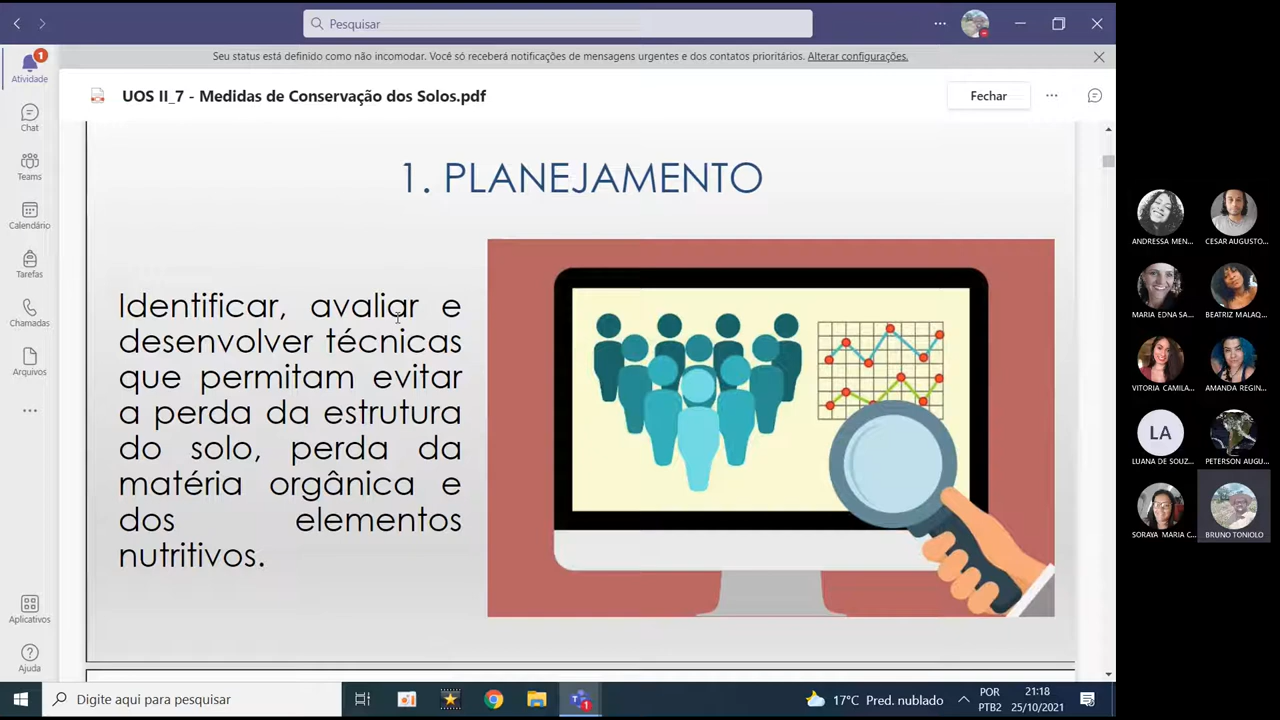 Pesquisar
Seu status está definido como não incomodar. Você só receberá notificações de mensagens urgentes e dos contatos prioritários. Alterar configurações.
1
Atividade
Chat
Teams
Calendário
Tarefas
Chamadas
Arquivos
Aplicativos
Ajuda
UOS II_7 - Medidas de Conservação dos Solos.pdf
Fechar
1. PLANEJAMENTO
Identificar, avaliar e
desenvolver técnicas
que permitam evitar
a perda da estrutura
do solo, perda da
matéria orgânica e
dos elementos
nutritivos.
ANDRESSA MEN...
CESAR AUGUSTO...
MARIA EDNA SA...
BEATRIZ MALAQ...
VITORIA CAMILA...
AMANDA REGIN...
LA
LUANA DE SOUZ...
PETERSON AUGU...
SORAYA MARIA C...
BRUNO TONIOLO
Digite aqui para pesquisar
1
17°C Pred. nublado
POR
PTB2
21:18
25/10/2021